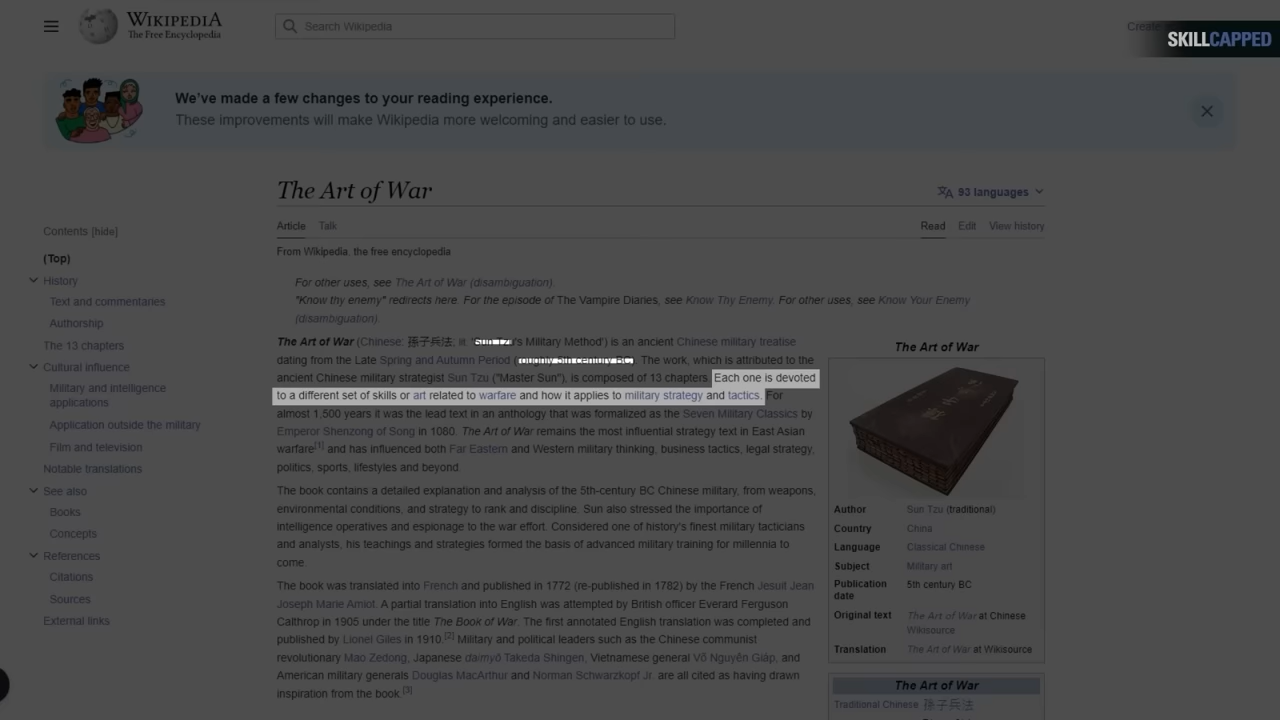 WIKIPEDIA
The Free Encyclopedia
Search Wikipedia
Create
SKILLCAPPED
We've made a few changes to your reading experience.
These improvements will make Wikipedia more welcoming and easier to use.
The Art of War
93 languages
Article Talk
Read Edit View history
From Wikipedia, the free encyclopedia
Contents [hide]
(Top)
History
Text and commentaries
Authorship
The 13 chapters
Cultural influence
Military and intelligence
applications
Application outside the military
Film and television
Notable translations
See also
Books
Concepts
References
Citations
Sources
External links
For other uses, see The Art of War (disambiguation).
"Know thy enemy" redirects here. For the episode of The Vampire Diaries, see Know Thy Enemy. For other uses, see Know Your Enemy
(disambiguation).
The Art of War (Chinese: 孫子兵法; lit. 'Sun Tzu's Military Method') is an ancient Chinese military treatise
dating from the Late Spring and Autumn Period (roughly 5th century BC). The work, which is attributed to the
ancient Chinese military strategist Sun Tzu ("Master Sun"), is composed of 13 chapters. Each one is devoted
to a different set of skills or art related to warfare and how it applies to military strategy and tactics. For
almost 1,500 years it was the lead text in an anthology that was formalized as the Seven Military Classics by
Emperor Shenzong of Song in 1080. The Art of War remains the most influential strategy text in East Asian
warfare[1] and has influenced both Far Eastern and Western military thinking, business tactics, legal strategy,
politics, sports, lifestyles and beyond.
The book contains a detailed explanation and analysis of the 5th-century BC Chinese military, from weapons,
environmental conditions, and strategy to rank and discipline. Sun also stressed the importance of
intelligence operatives and espionage to the war effort. Considered one of history's finest military tacticians
and analysts, his teachings and strategies formed the basis of advanced military training for millennia to
come.
The book was translated into French and published in 1772 (re-published in 1782) by the French Jesuit Jean
Joseph Marie Amiot. A partial translation into English was attempted by British officer Everard Ferguson
Calthrop in 1905 under the title The Book of War. The first annotated English translation was completed and
published by Lionel Giles in 1910.[2] Military and political leaders such as the Chinese communist
revolutionary Mao Zedong, Japanese daimyō Takeda Shingen, Vietnamese general Võ Nguyên Giáp, and
American military generals Douglas MacArthur and Norman Schwarzkopf Jr. are all cited as having drawn
inspiration from the book.[3]
The Art of War
Author Sun Tzu (traditional)
Country China
Language Classical Chinese
Subject Military art
Publication 5th century BC
date
Original text The Art of War at Chinese
Wikisource
Translation The Art of War at Wikisource
The Art of War
Traditional Chinese 孫子兵法